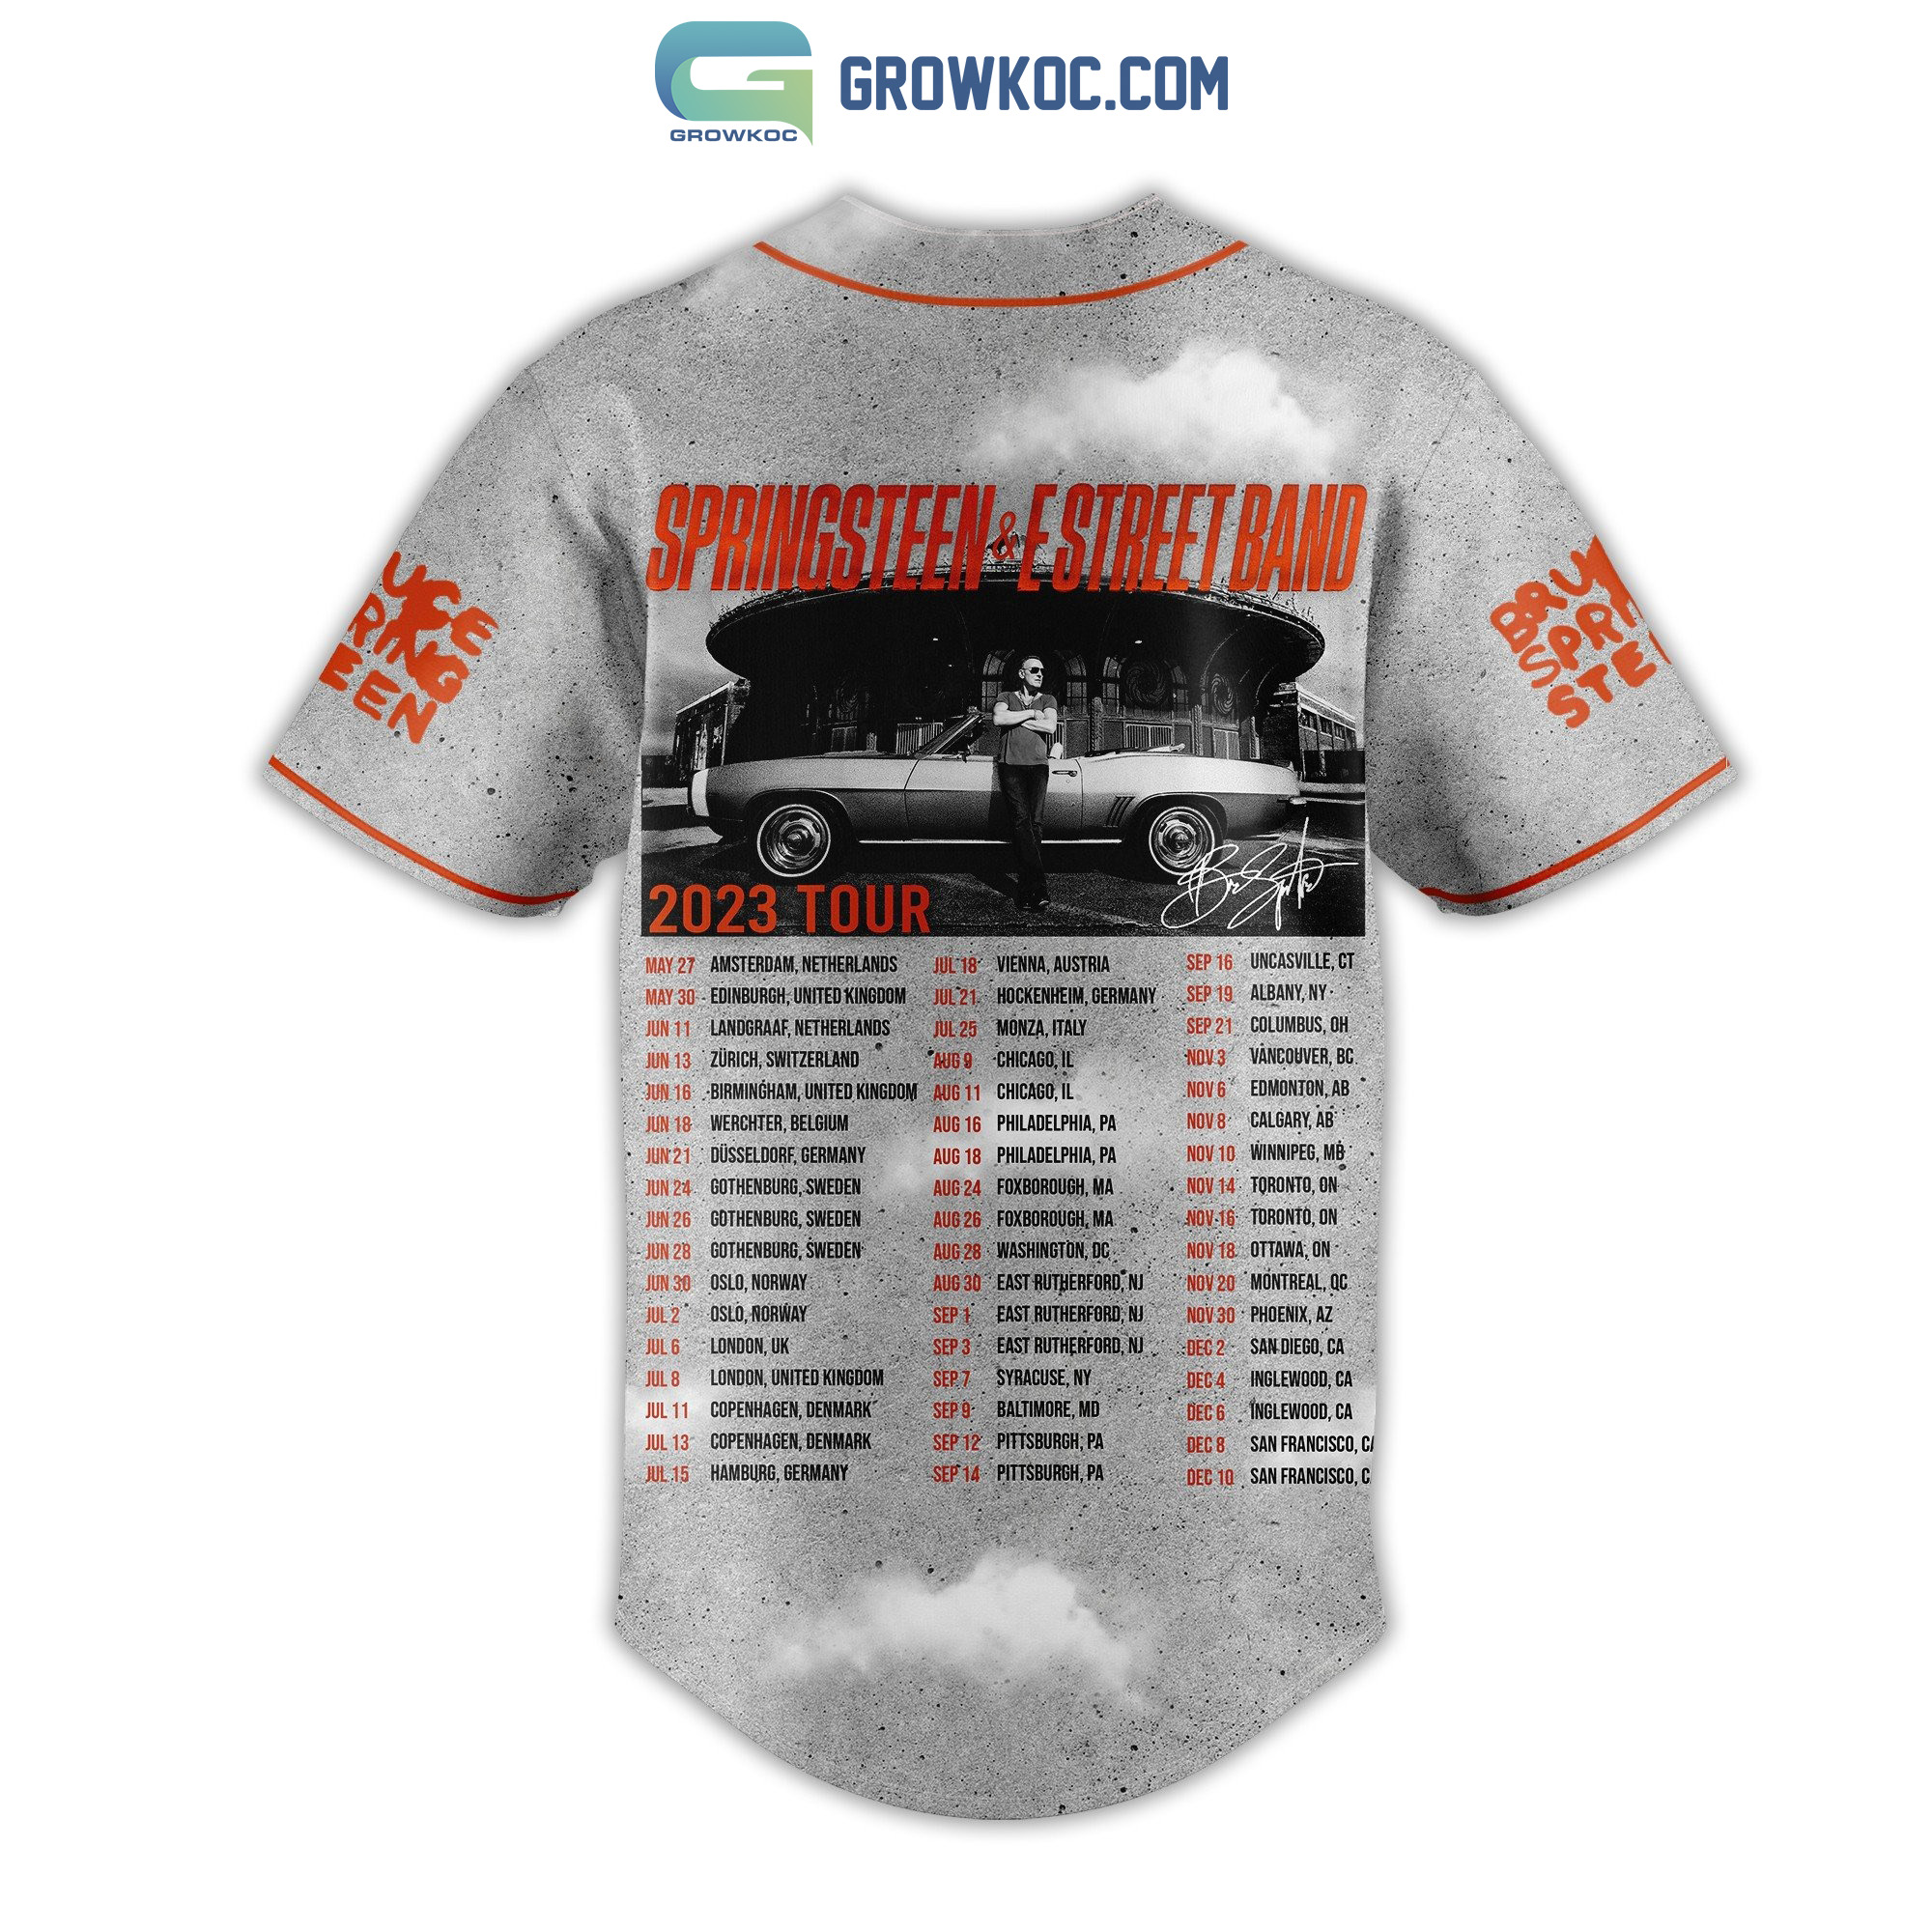 GROWKOC
GROWKOC.COM
SPRINGSTEEN & E STREET BAND
UCE
RING
EEN
BRU
SPRI
STE
2023 TOUR
MAY 27 AMSTERDAM, NETHERLANDS
MAY 30 EDINBURGH, UNITED KINGDOM
JUN 11 LANDGRAAF, NETHERLANDS
JUN 13 ZÜRICH, SWITZERLAND
JUN 16 BIRMINGHAM, UNITED KINGDOM
JUN 18 WERCHTER, BELGIUM
JUN 21 DÜSSELDORF, GERMANY
JUN 24 GOTHENBURG, SWEDEN
JUN 26 GOTHENBURG, SWEDEN
JUN 28 GOTHENBURG, SWEDEN
JUN 30 OSLO, NORWAY
JUL 2 OSLO, NORWAY
JUL 6 LONDON, UK
JUL 8 LONDON, UNITED KINGDOM
JUL 11 COPENHAGEN, DENMARK
JUL 13 COPENHAGEN, DENMARK
JUL 15 HAMBURG, GERMANY
JUL 18 VIENNA, AUSTRIA
JUL 21 HOCKENHEIM, GERMANY
JUL 25 MONZA, ITALY
AUG 9 CHICAGO, IL
AUG 11 CHICAGO, IL
AUG 16 PHILADELPHIA, PA
AUG 18 PHILADELPHIA, PA
AUG 24 FOXBOROUGH, MA
AUG 26 FOXBOROUGH, MA
AUG 28 WASHINGTON, DC
AUG 30 EAST RUTHERFORD, NJ
SEP 1 EAST RUTHERFORD, NJ
SEP 3 EAST RUTHERFORD, NJ
SEP 7 SYRACUSE, NY
SEP 9 BALTIMORE, MD
SEP 12 PITTSBURGH, PA
SEP 14 PITTSBURGH, PA
SEP 16 UNCASVILLE, CT
SEP 19 ALBANY, NY
SEP 21 COLUMBUS, OH
NOV 3 VANCOUVER, BC
NOV 6 EDMONTON, AB
NOV 8 CALGARY, AB
NOV 10 WINNIPEG, MB
NOV 14 TORONTO, ON
NOV 16 TORONTO, ON
NOV 18 OTTAWA, ON
NOV 20 MONTREAL, QC
NOV 30 PHOENIX, AZ
DEC 2 SAN DIEGO, CA
DEC 4 INGLEWOOD, CA
DEC 6 INGLEWOOD, CA
DEC 8 SAN FRANCISCO, CA
DEC 10 SAN FRANCISCO, C